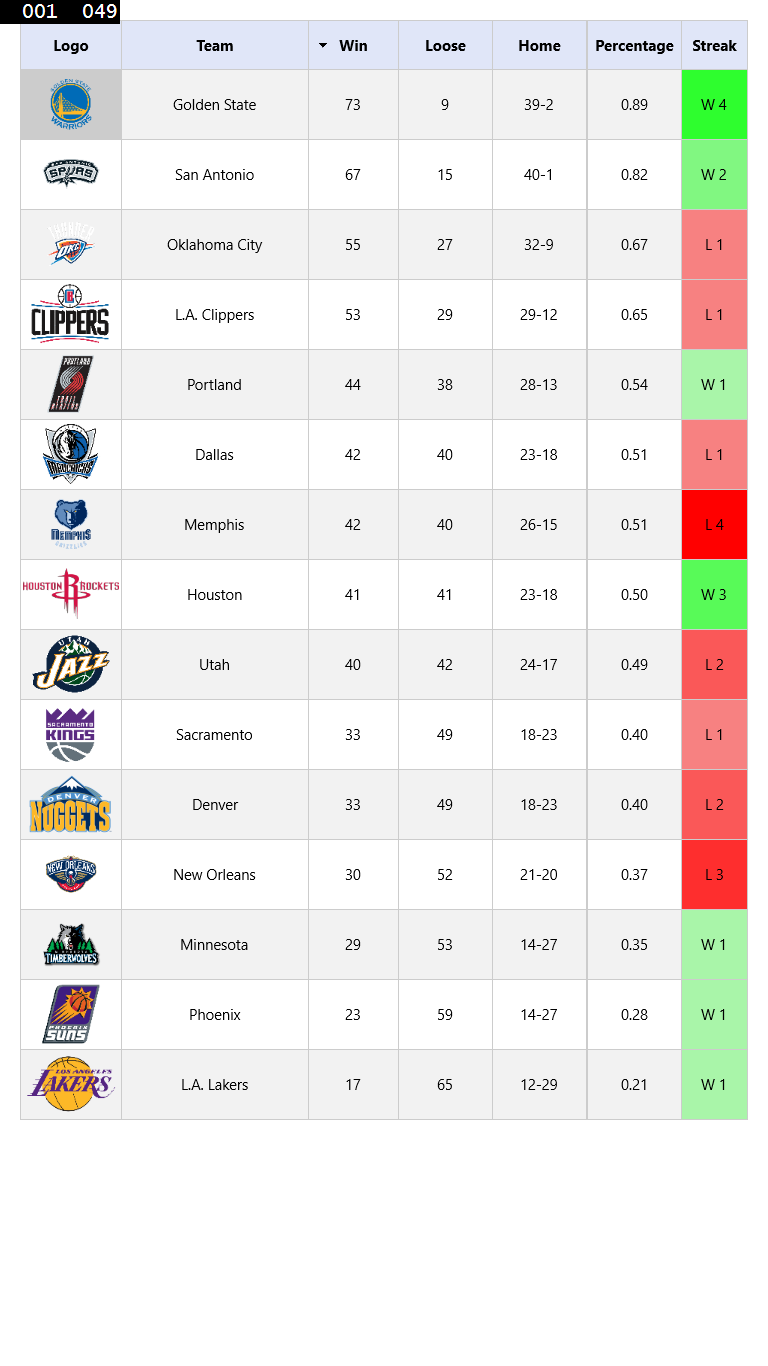 001 049
Logo Team Win Loose Home Percentage Streak
GOLDEN STATE
WARRIORS
Golden State 73 9 39-2 0.89 W 4
SAN ANTONIO
SPURS
San Antonio 67 15 40-1 0.82 W 2
THUNDER
OKC
Oklahoma City 55 27 32-9 0.67 L 1
CLIPPERS
L.A. Clippers 53 29 29-12 0.65 L 1
PORTLAND
TRAIL BLAZERS
Portland 44 38 28-13 0.54 W 1
MAVERICKS
Dallas 42 40 23-18 0.51 L 1
MEMPHIS
GRIZZLIES
Memphis 42 40 26-15 0.51 L 4
HOUSTON ROCKETS
Houston 41 41 23-18 0.50 W 3
UTAH
JAZZ
Utah 40 42 24-17 0.49 L 2
SACRAMENTO
KINGS
Sacramento 33 49 18-23 0.40 L 1
DENVER
NUGGETS
Denver 33 49 18-23 0.40 L 2
NEW ORLEANS
New Orleans 30 52 21-20 0.37 L 3
TIMBERWOLVES
Minnesota 29 53 14-27 0.35 W 1
PHOENIX
SUNS
Phoenix 23 59 14-27 0.28 W 1
LOS ANGELES
LAKERS
L.A. Lakers 17 65 12-29 0.21 W 1